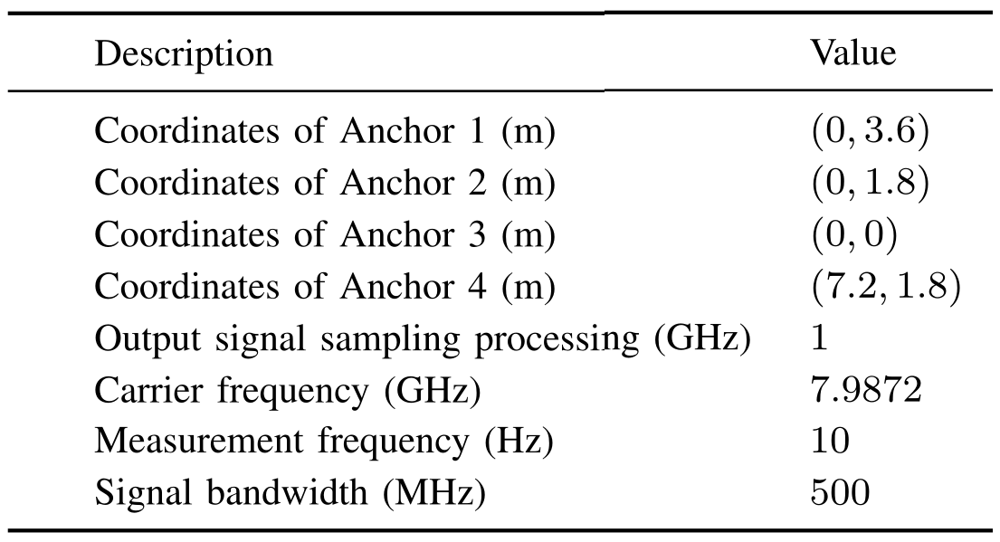 Description Value
Coordinates of Anchor 1 (m) (0, 3.6)
Coordinates of Anchor 2 (m) (0, 1.8)
Coordinates of Anchor 3 (m) (0, 0)
Coordinates of Anchor 4 (m) (7.2, 1.8)
Output signal sampling processing (GHz) 1
Carrier frequency (GHz) 7.9872
Measurement frequency (Hz) 10
Signal bandwidth (MHz) 500